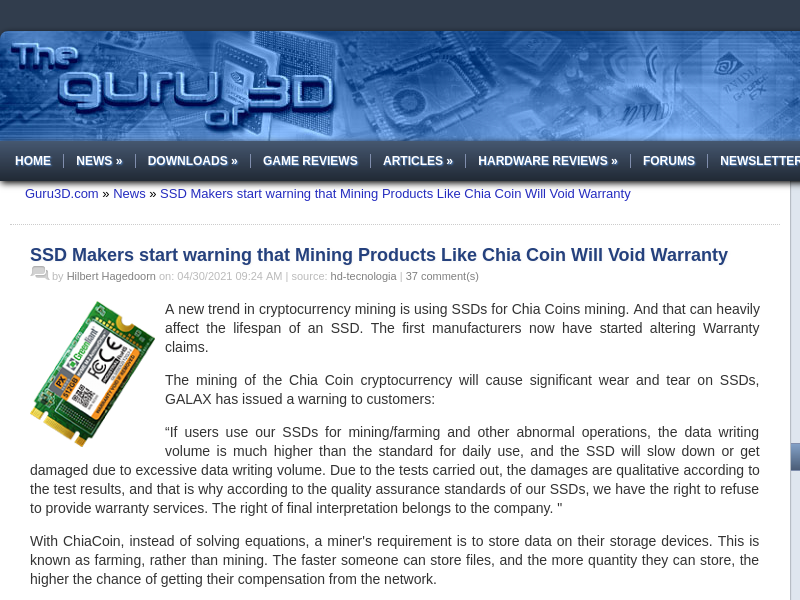 The guru of 3D
HOME NEWS » DOWNLOADS » GAME REVIEWS ARTICLES » HARDWARE REVIEWS » FORUMS NEWSLETTER
Guru3D.com » News » SSD Makers start warning that Mining Products Like Chia Coin Will Void Warranty
SSD Makers start warning that Mining Products Like Chia Coin Will Void Warranty
by Hilbert Hagedoorn on: 04/30/2021 09:24 AM | source: hd-tecnologia | 37 comment(s)
A new trend in cryptocurrency mining is using SSDs for Chia Coins mining. And that can heavily
affect the lifespan of an SSD. The first manufacturers now have started altering Warranty
claims.
The mining of the Chia Coin cryptocurrency will cause significant wear and tear on SSDs,
GALAX has issued a warning to customers:
“If users use our SSDs for mining/farming and other abnormal operations, the data writing
volume is much higher than the standard for daily use, and the SSD will slow down or get
damaged due to excessive data writing volume. Due to the tests carried out, the damages are qualitative according to
the test results, and that is why according to the quality assurance standards of our SSDs, we have the right to refuse
to provide warranty services. The right of final interpretation belongs to the company. "
With ChiaCoin, instead of solving equations, a miner's requirement is to store data on their storage devices. This is
known as farming, rather than mining. The faster someone can store files, and the more quantity they can store, the
higher the chance of getting their compensation from the network.
Greenliant
PX
512GB